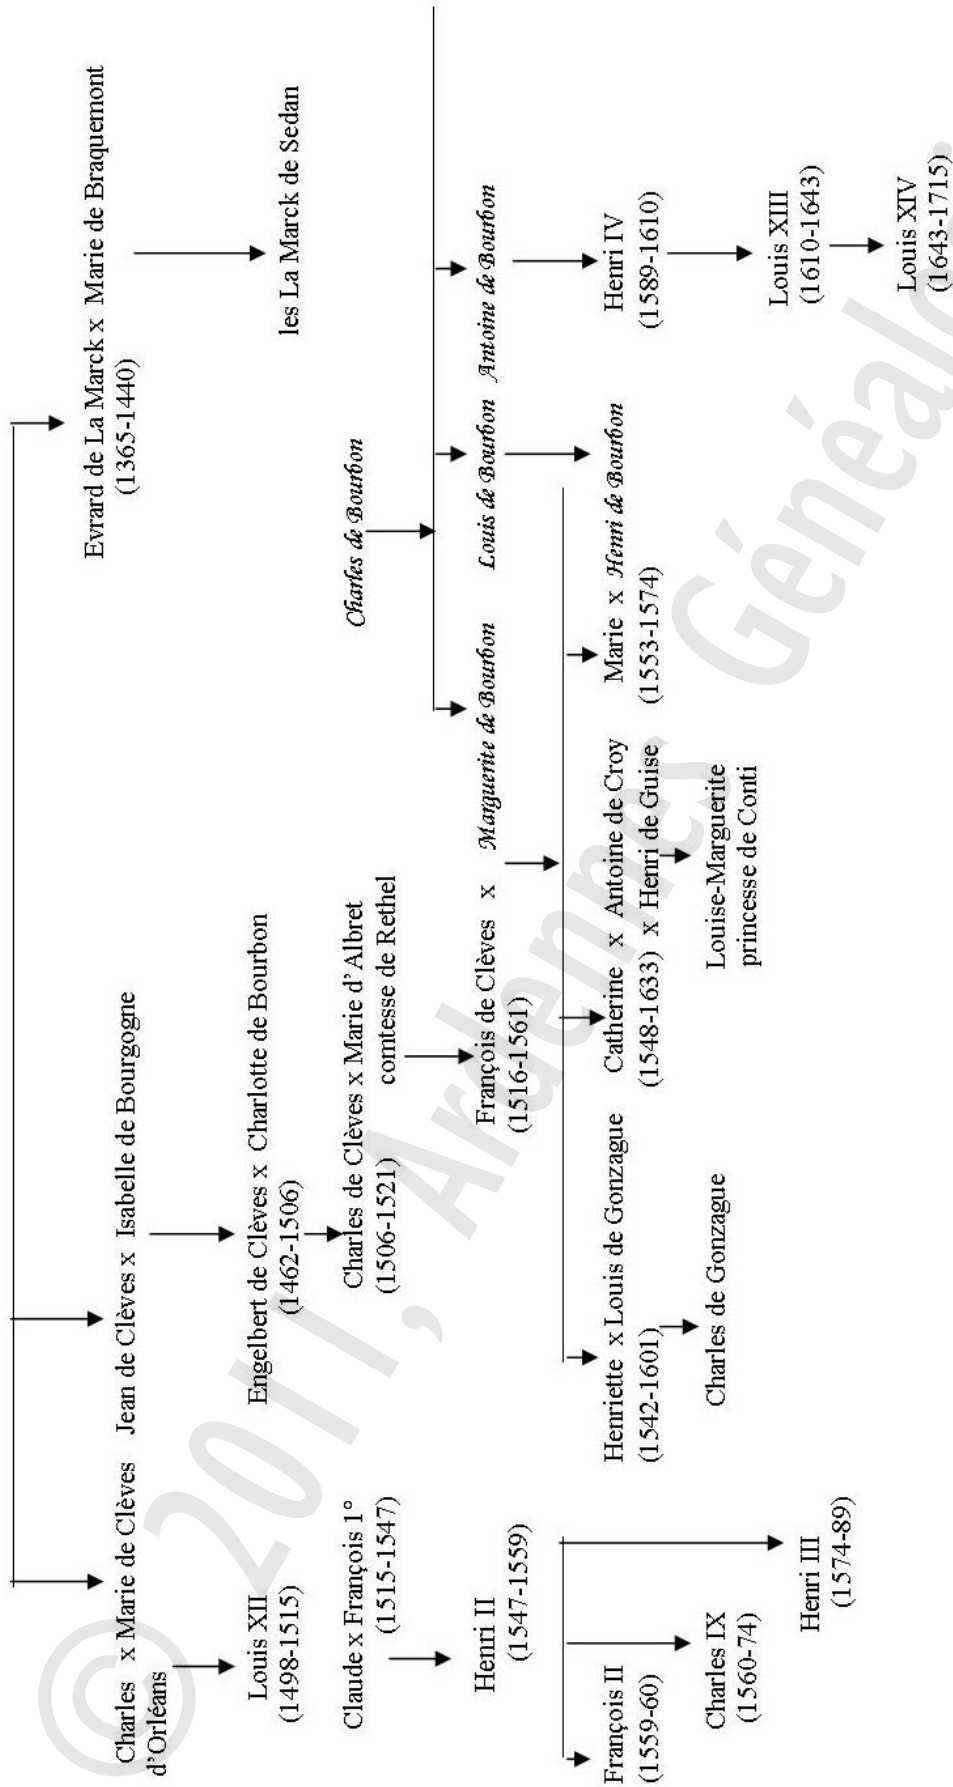 Evrard de La Marck x Marie de Braquemont
(1365-1440)
les La Marck de Sedan
Charles x Marie de Clèves
d'Orléans
Jean de Clèves x Isabelle de Bourgogne
Louis XII
(1498-1515)
Engelbert de Clèves x Charlotte de Bourbon
(1462-1506)
Claude x François 1°
(1515-1547)
Charles de Clèves x Marie d'Albret
(1506-1521) comtesse de Rethel
Charles de Bourbon
Henri II
(1547-1559)
François de Clèves x Marguerite de Bourbon
(1516-1561)
Louis de Bourbon
Antoine de Bourbon
François II
(1559-60)
Henriette x Louis de Gonzague
(1542-1601)
Catherine x Antoine de Croy
(1548-1633) x Henri de Guise
Marie x Henri de Bourbon
(1553-1574)
Henri IV
(1589-1610)
Charles IX
(1560-74)
Charles de Gonzague
Louise-Marguerite
princesse de Conti
Henri III
(1574-89)
Louis XIII
(1610-1643)
Louis XIV
(1643-1715)
© 2011, Ardennes